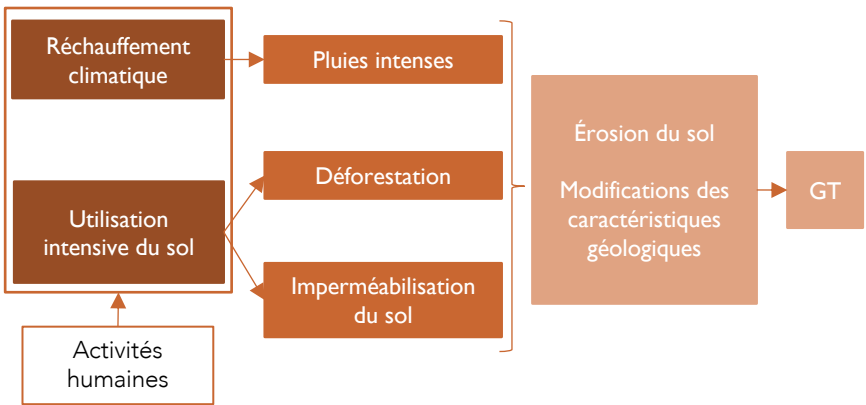 Réchauffement
climatique
Pluies intenses
Utilisation
intensive du sol
Déforestation
Imperméabilisation
du sol
Activités
humaines
Érosion du sol
Modifications des
caractéristiques
géologiques
GT